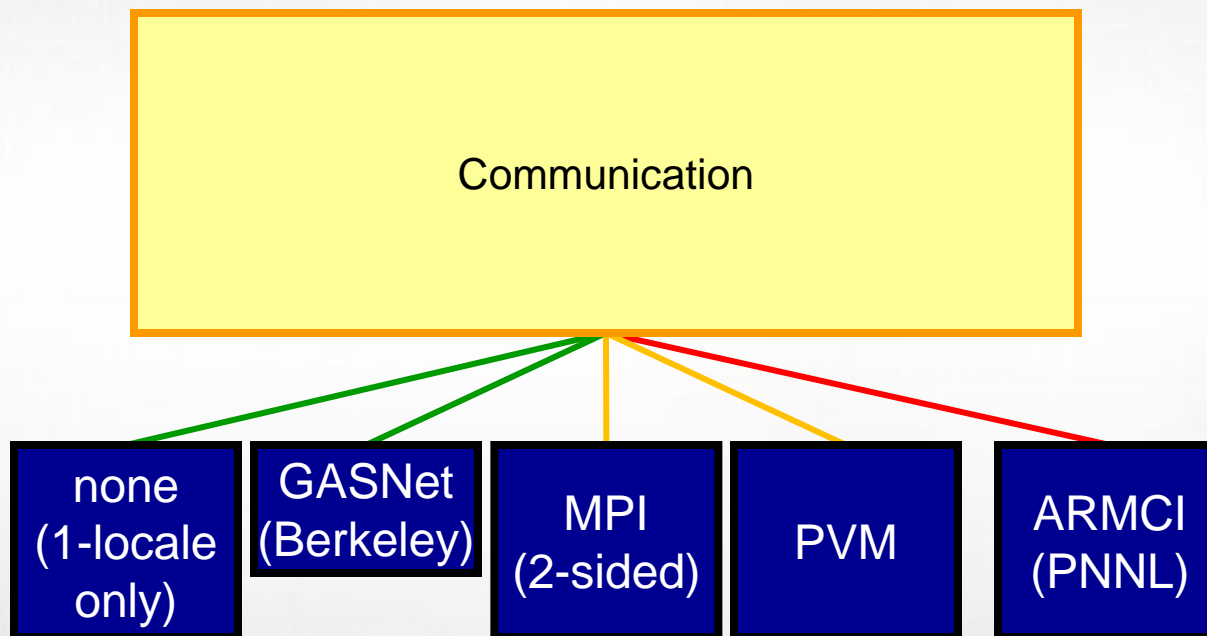 Communication
none
(1-locale
only)
GASNet
(Berkeley)
MPI
(2-sided)
PVM
ARMCI
(PNNL)